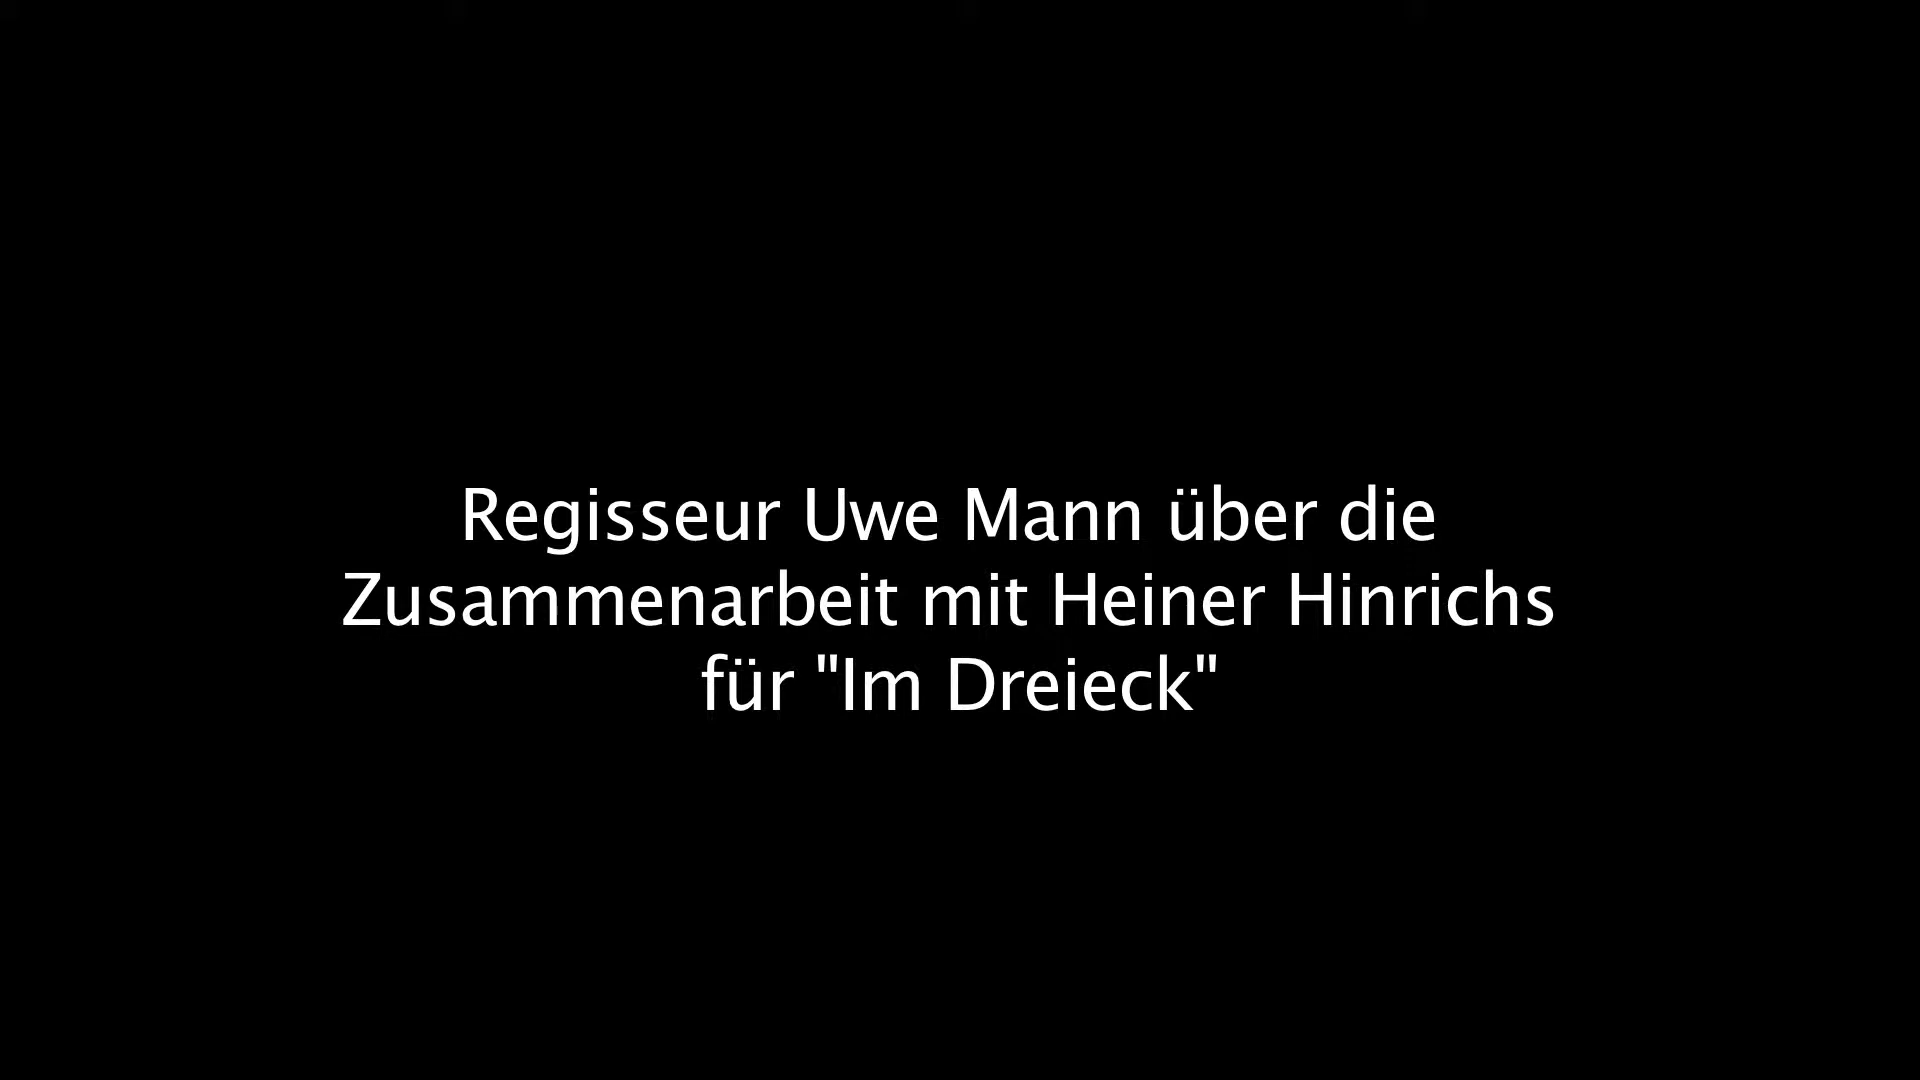 Regisseur Uwe Mann über die
Zusammenarbeit mit Heiner Hinrichs
für "Im Dreieck"